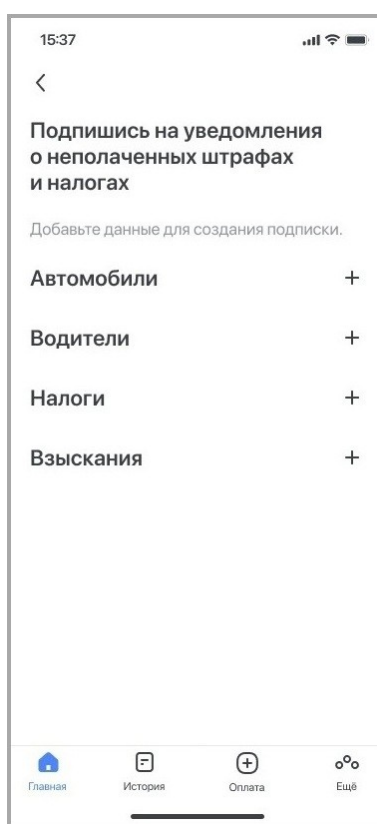 15:37
Подпишись на уведомления
о неполаченных штрафах
и налогах
Добавьте данные для создания подписки.
Автомобили +
Водители +
Налоги +
Взыскания +
Главная История Оплата Ещё